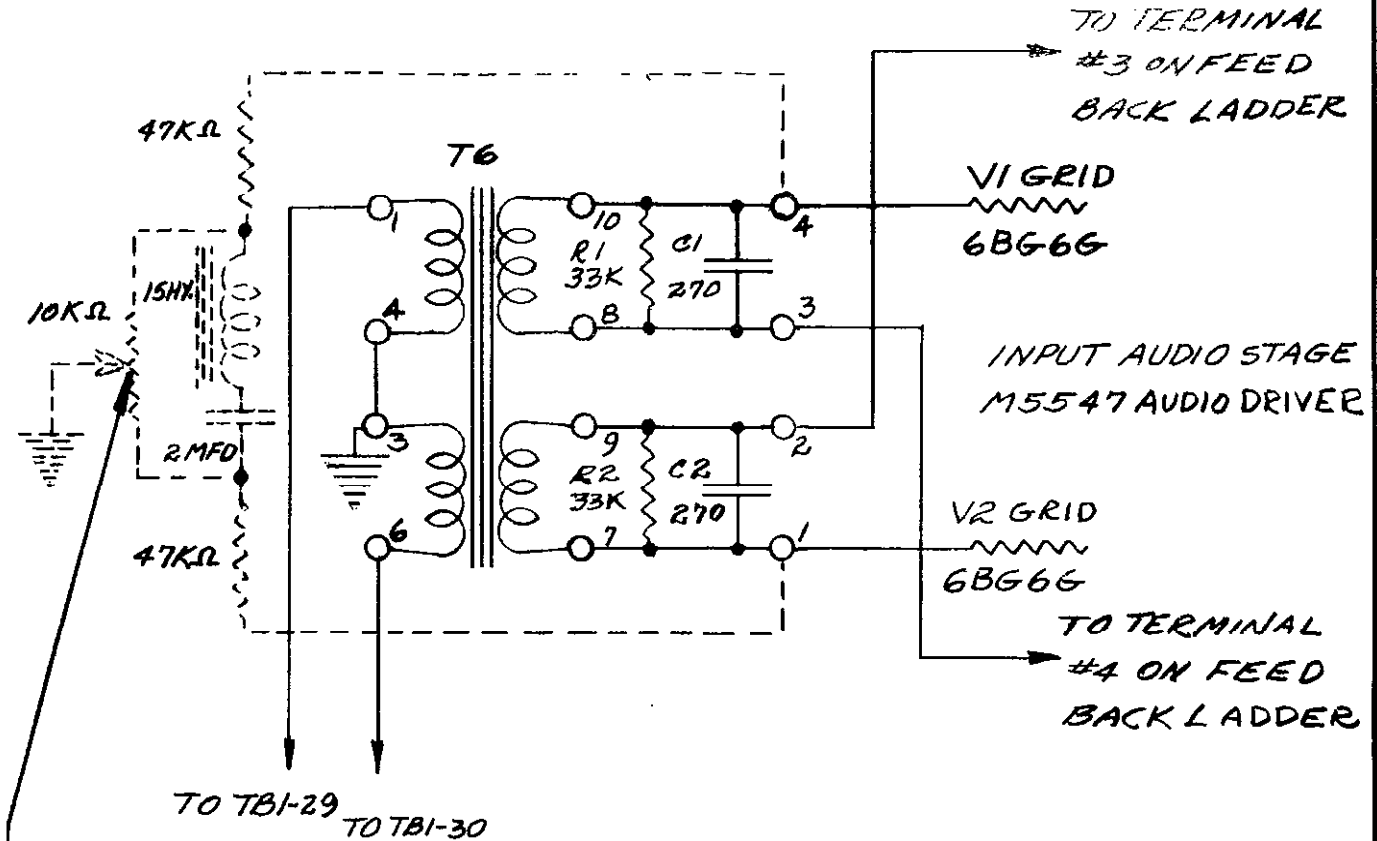 TO TERMINAL
#3 ON FEED
BACK LADDER
47KΩ
T6
V1 GRID
6BG6G
1
10
4
R1
33K
C1
270
15HY.
10KΩ
4
8
3
INPUT AUDIO STAGE
M5547 AUDIO DRIVER
2MFD
3
9
2
R2
33K
C2
270
V2 GRID
6BG6G
47KΩ
6
7
1
TO TERMINAL
#4 ON FEED
BACK LADDER
TO TB1-29
TO TB1-30